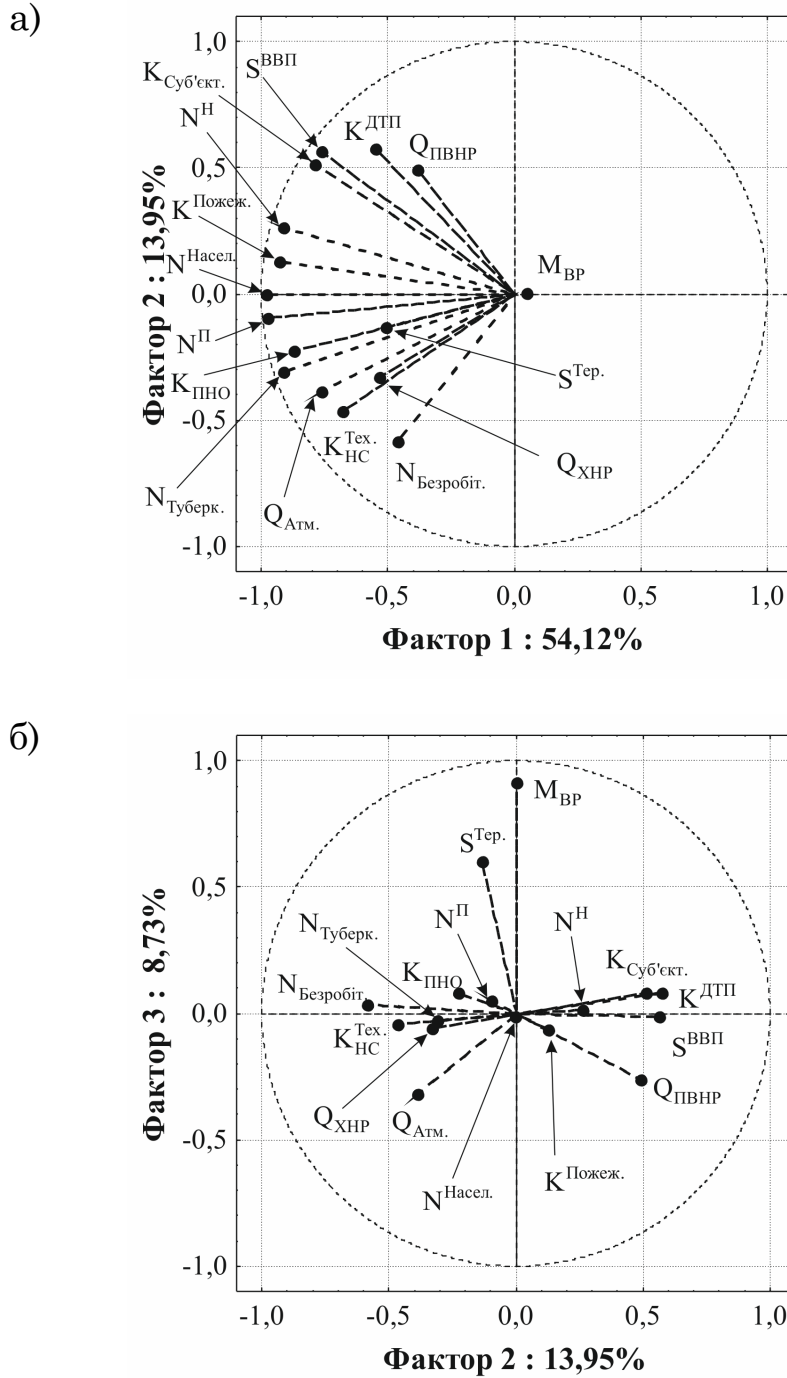 а)
1,0
S^ВВП
K_Суб'єкт.
N^Н
K^ДТП
Q_ПВНР
0,5
K^Пожеж.
N^Насел.
M_ВР
0,0
N^П
S^Тер.
K_ПНО
-0,5
K^Тех._НС
Q_ХНР
N_Безробіт.
N_Туберк.
Q_Атм.
-1,0
Фактор 2 : 13,95%
-1,0 -0,5 0,0 0,5 1,0
Фактор 1 : 54,12%
б)
1,0
M_ВР
S^Тер.
0,5
N_Туберк.
N^П
N^Н
K_ПНО
K_Суб'єкт.
N_Безробіт.
K^ДТП
0,0
K^Тех._НС
S^ВВП
Q_ПВНР
Q_ХНР
Q_Атм.
-0,5
K^Пожеж.
N^Насел.
-1,0
Фактор 3 : 8,73%
-1,0 -0,5 0,0 0,5 1,0
Фактор 2 : 13,95%